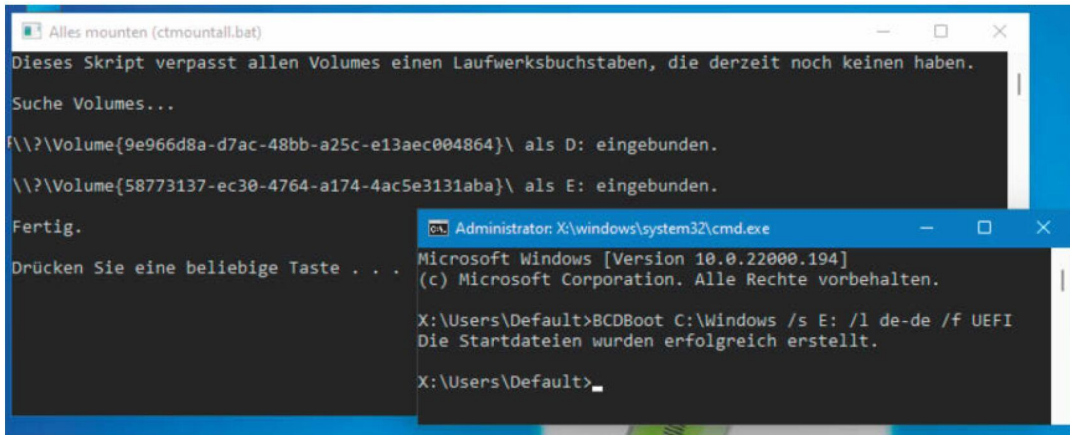 Alles mounten (ctmountall.bat)
Dieses Skript verpasst allen Volumes einen Laufwerksbuchstaben, die derzeit noch keinen haben.
Suche Volumes...
\\?\Volume{9e966d8a-d7ac-48bb-a25c-e13aec004864}\ als D: eingebunden.
\\?\Volume{58773137-ec30-4764-a174-4ac5e3131aba}\ als E: eingebunden.
Fertig.
Drücken Sie eine beliebige Taste . . .
Administrator: X:\windows\system32\cmd.exe
Microsoft Windows [Version 10.0.22000.194]
(c) Microsoft Corporation. Alle Rechte vorbehalten.
X:\Users\Default>BCDBoot C:\Windows /s E: /l de-de /f UEFI
Die Startdateien wurden erfolgreich erstellt.
X:\Users\Default>